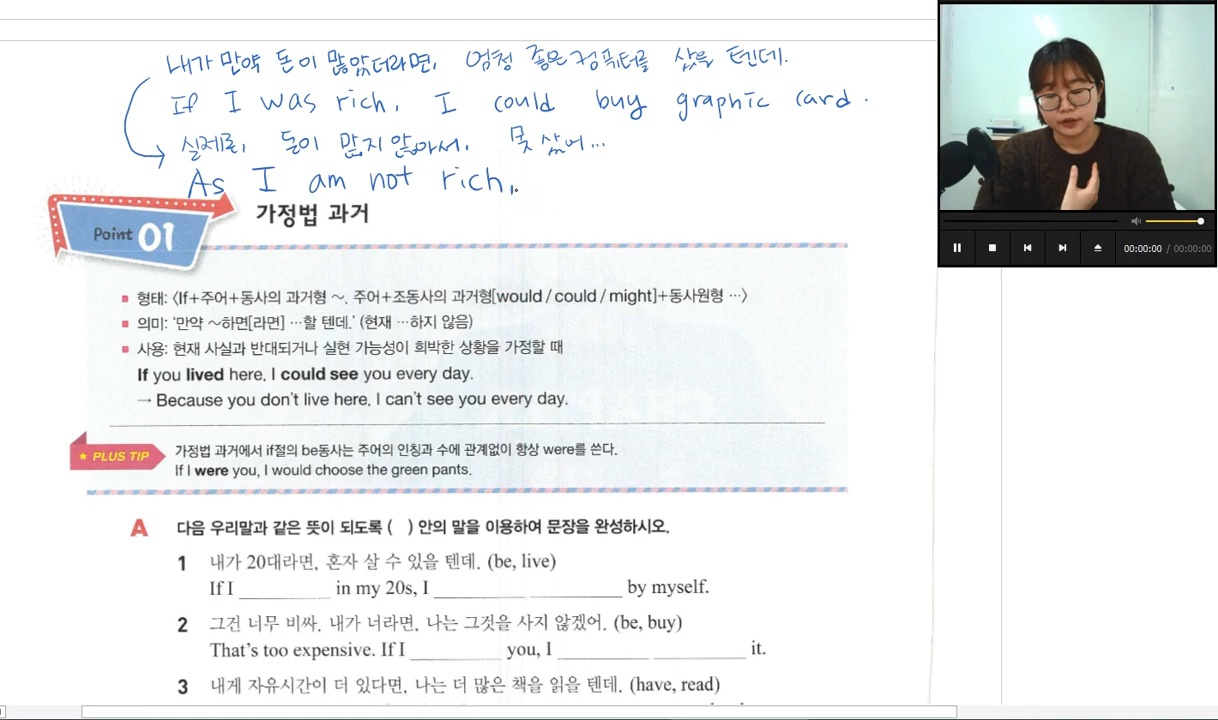 내가 만약 돈이 많았더라면, 엄청 좋은 컴퓨터를 샀을 텐데.
If I was rich, I could buy graphic card.
실제로, 돈이 많지 않아서, 못 샀어...
As I am not rich,.
Point 01 가정법 과거
형태: 〈If+주어+동사의 과거형 ~, 주어+조동사의 과거형[would / could / might]+동사원형 …〉
의미: ‘만약 ~하면[라면] …할 텐데.’ (현재 …하지 않음)
사용: 현재 사실과 반대되거나 실현 가능성이 희박한 상황을 가정할 때
If you lived here, I could see you every day.
→ Because you don't live here, I can't see you every day.
★ PLUS TIP 가정법 과거에서 if절의 be동사는 주어의 인칭과 수에 관계없이 항상 were를 쓴다.
If I were you, I would choose the green pants.
A 다음 우리말과 같은 뜻이 되도록 ( ) 안의 말을 이용하여 문장을 완성하시오.
1 내가 20대라면, 혼자 살 수 있을 텐데. (be, live)
If I ________ in my 20s, I ________ ________ by myself.
2 그건 너무 비싸. 내가 너라면, 나는 그것을 사지 않겠어. (be, buy)
That's too expensive. If I ________ you, I ________ ________ it.
3 내게 자유시간이 더 있다면, 나는 더 많은 책을 읽을 텐데. (have, read)
00:00:00 / 00:00:00